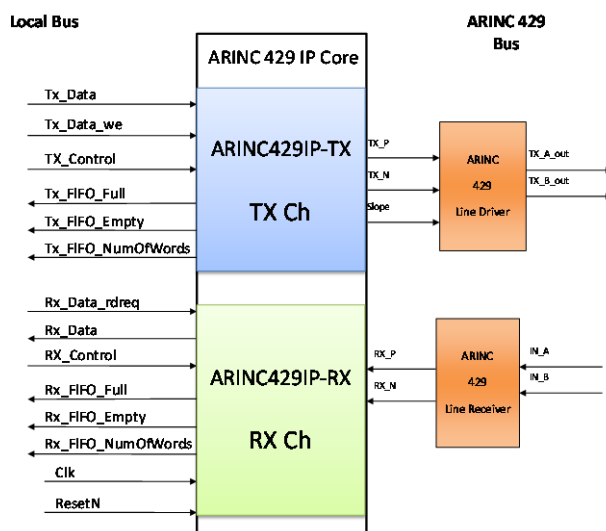 Local Bus
ARINC 429
Bus
ARINC 429 IP Core
Tx_Data
Tx_Data_we
TX_Control
Tx_FIFO_Full
Tx_FIFO_Empty
Tx_FIFO_NumOfWords
ARINC429IP-TX
TX Ch
TX_P
TX_N
Slope
ARINC
429
Line Driver
TX_A_out
TX_B_out
Rx_Data_rdreq
Rx_Data
RX_Control
Rx_FIFO_Full
Rx_FIFO_Empty
Rx_FIFO_NumOfWords
Clk
ResetN
ARINC429IP-RX
RX Ch
RX_P
RX_N
ARINC
429
Line Receiver
IN_A
IN_B